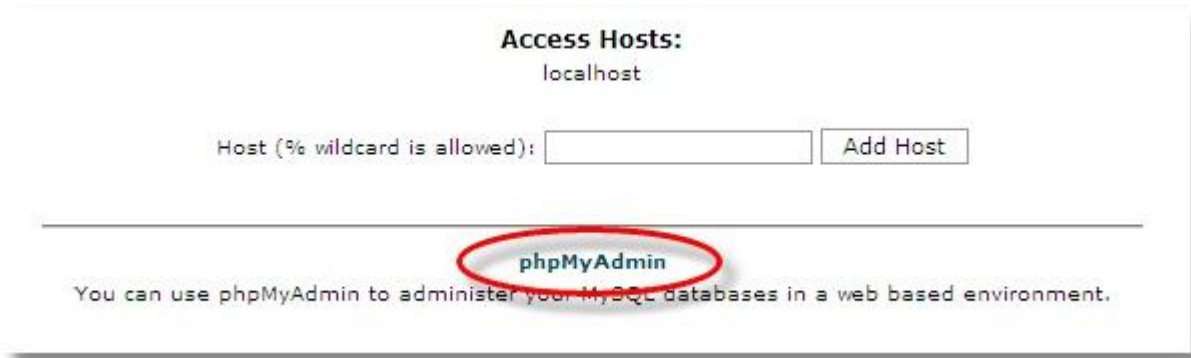 Access Hosts:
localhost
Host (% wildcard is allowed): Add Host
phpMyAdmin
You can use phpMyAdmin to administer your MySQL databases in a web based environment.